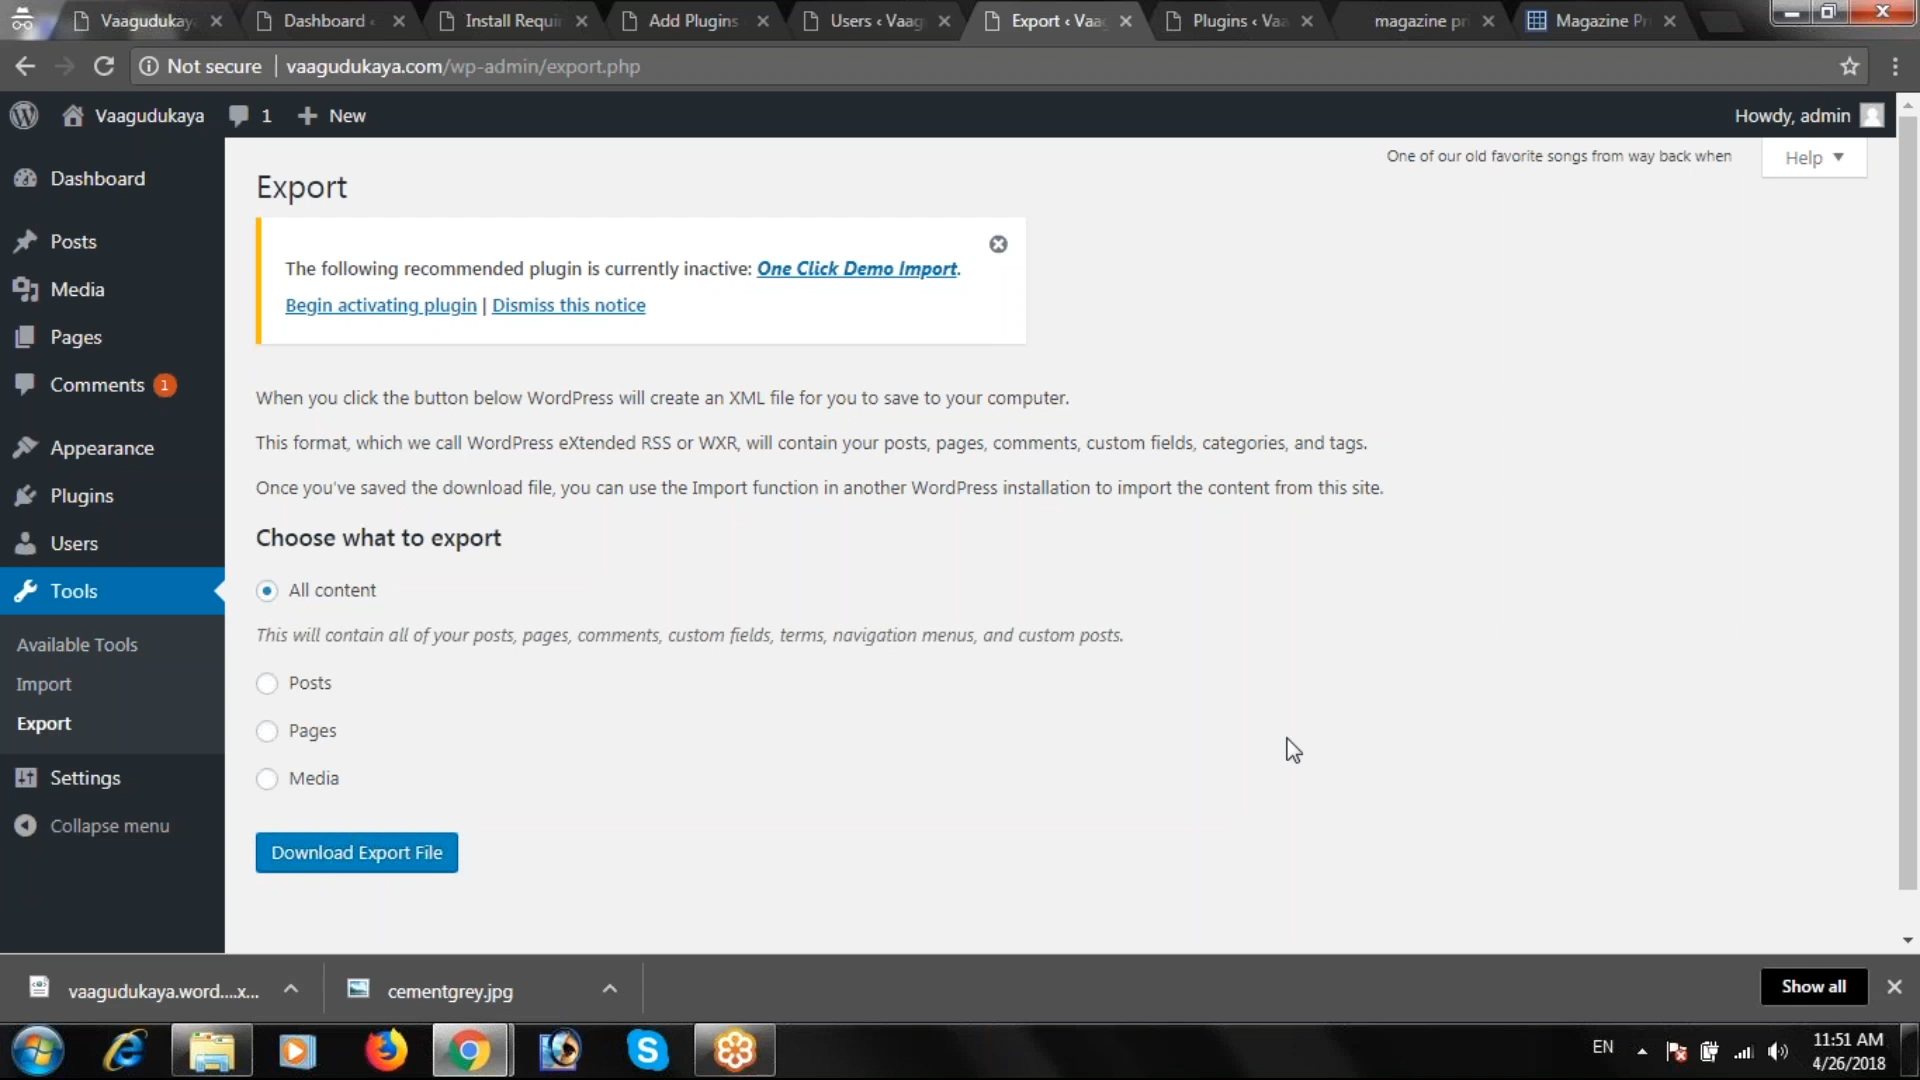 Vaagudukay
Dashboard
Install Requi
Add Plugins
Users ‹ Vaag
Export ‹ Vaag
Plugins ‹ Vaa
magazine pr
Magazine Pr
Not secure
vaagudukaya.com/wp-admin/export.php
Vaagudukaya
1
New
Howdy, admin
One of our old favorite songs from way back when
Help
Dashboard
Posts
Media
Pages
Comments 1
Appearance
Plugins
Users
Tools
Available Tools
Import
Export
Settings
Collapse menu
Export
The following recommended plugin is currently inactive: One Click Demo Import.
Begin activating plugin | Dismiss this notice
When you click the button below WordPress will create an XML file for you to save to your computer.
This format, which we call WordPress eXtended RSS or WXR, will contain your posts, pages, comments, custom fields, categories, and tags.
Once you've saved the download file, you can use the Import function in another WordPress installation to import the content from this site.
Choose what to export
All content
This will contain all of your posts, pages, comments, custom fields, terms, navigation menus, and custom posts.
Posts
Pages
Media
Download Export File
vaagudukaya.word....x...
cementgrey.jpg
Show all
EN
11:51 AM
4/26/2018